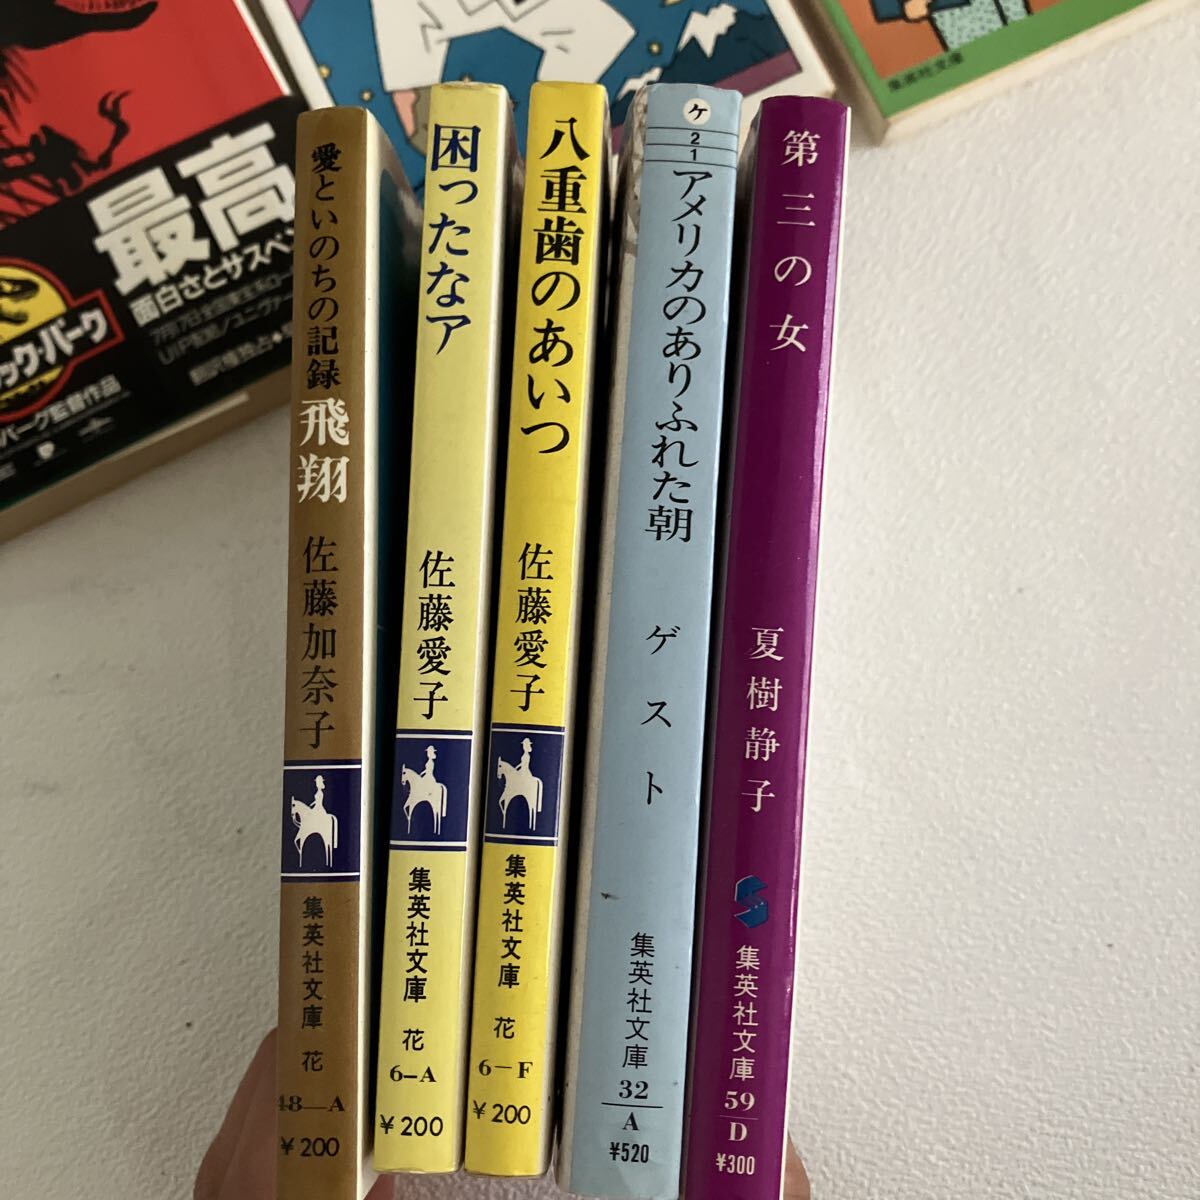 最高
面白さとサスペン
ック・パーク
パーク監督作品
集英社文庫
愛といのちの記録
飛翔
佐藤加奈子
集英社文庫
花
48―A
¥200
困ったなア
佐藤愛子
集英社文庫
花
6―A
¥200
八重歯のあいつ
佐藤愛子
集英社文庫
花
6―F
¥200
ケ
2
1
アメリカのありふれた朝
ゲスト
集英社文庫
32
A
¥520
第三の女
夏樹静子
集英社文庫
59
D
¥300